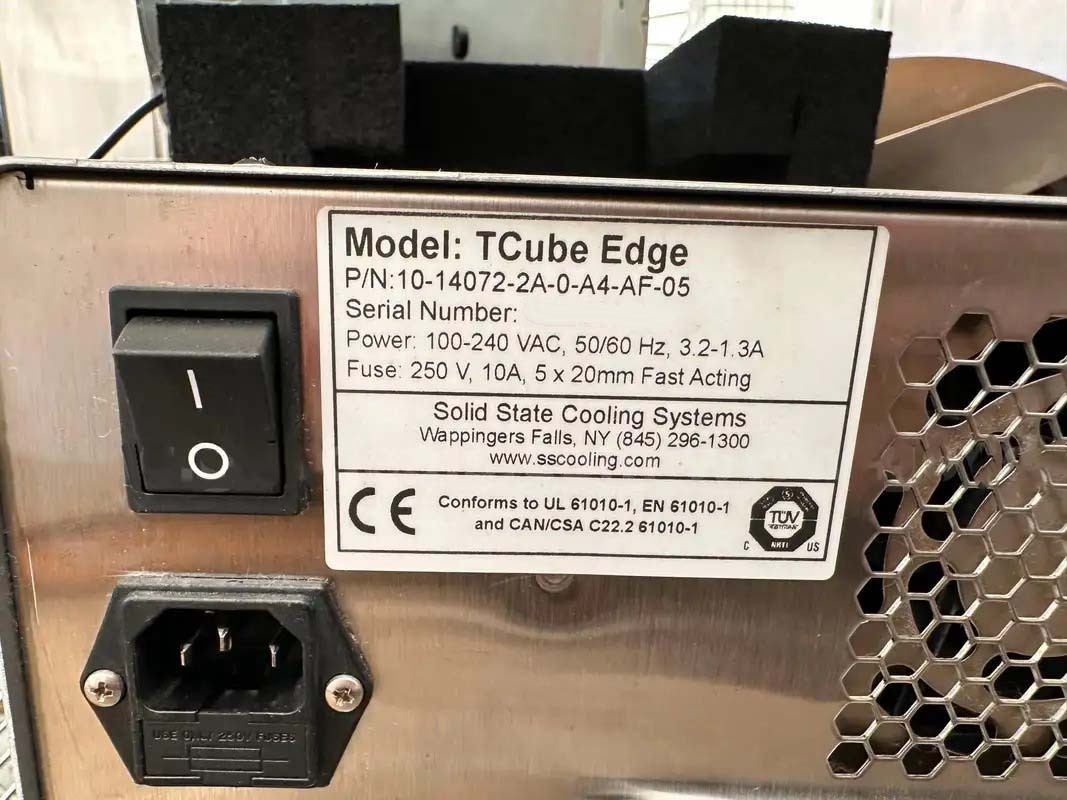 Model: TCube Edge
P/N:10-14072-2A-0-A4-AF-05
Serial Number:
Power: 100-240 VAC, 50/60 Hz, 3.2-1.3A
Fuse: 250 V, 10A, 5 x 20mm Fast Acting
Solid State Cooling Systems
Wappingers Falls, NY (845) 296-1300
www.sscooling.com
CE
Conforms to UL 61010-1, EN 61010-1
and CAN/CSA C22.2 61010-1
TÜV
C NRTL US
I
O
USE ONLY 250V FUSES